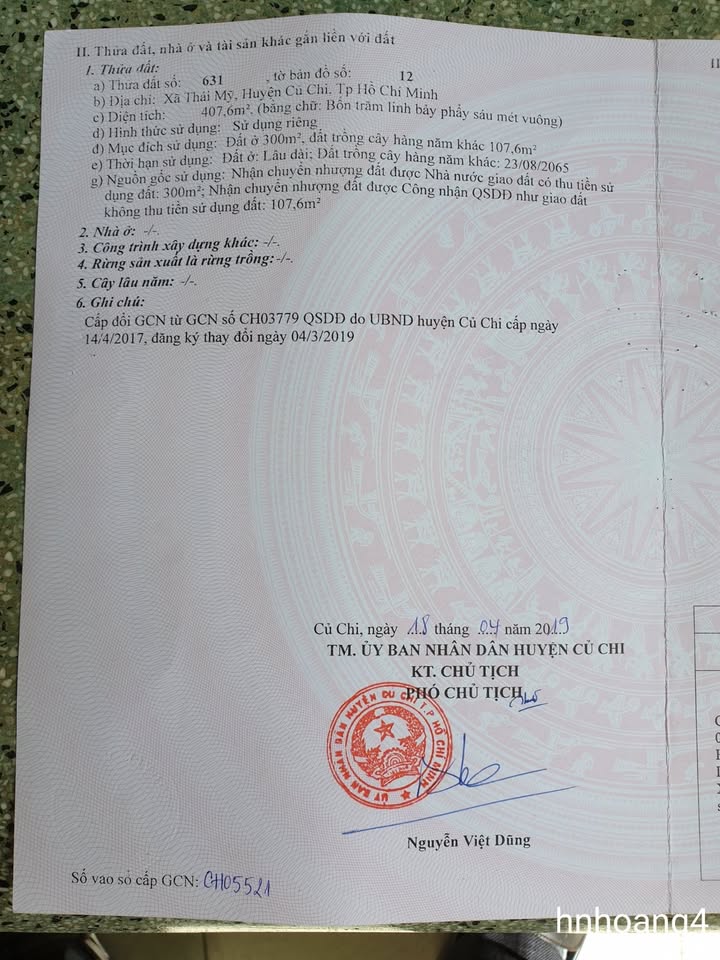 II. Thửa đất, nhà ở và tài sản khác gắn liền với đất
1. Thửa đất:
a) Thửa đất số: 631 , tờ bản đồ số: 12
b) Địa chỉ: Xã Thái Mỹ, Huyện Củ Chi, Tp Hồ Chí Minh
c) Diện tích: 407,6m², (bằng chữ: Bốn trăm linh bảy phẩy sáu mét vuông)
d) Hình thức sử dụng: Sử dụng riêng
đ) Mục đích sử dụng: Đất ở 300m², đất trồng cây hàng năm khác 107,6m²
e) Thời hạn sử dụng: Đất ở: Lâu dài; Đất trồng cây hàng năm khác: 23/08/2065
g) Nguồn gốc sử dụng: Nhận chuyển nhượng đất được Nhà nước giao đất có thu tiền sử
dụng đất: 300m²; Nhận chuyển nhượng đất được Công nhận QSDĐ như giao đất
không thu tiền sử dụng đất: 107,6m²
2. Nhà ở: -/-.
3. Công trình xây dựng khác: -/-.
4. Rừng sản xuất là rừng trồng: -/-.
5. Cây lâu năm: -/-.
6. Ghi chú:
Cấp đổi GCN từ GCN số CH03779 QSDĐ do UBND huyện Củ Chi cấp ngày
14/4/2017, đăng ký thay đổi ngày 04/3/2019
Củ Chi, ngày 18 tháng 04 năm 2019
TM. ỦY BAN NHÂN DÂN HUYỆN CỦ CHI
KT. CHỦ TỊCH
PHÓ CHỦ TỊCH
ỦY BAN NHÂN DÂN HUYỆN CỦ CHI T.P HỒ CHÍ MINH
Nguyễn Việt Dũng
Số vào sổ cấp GCN: CH05521
hnhoang4